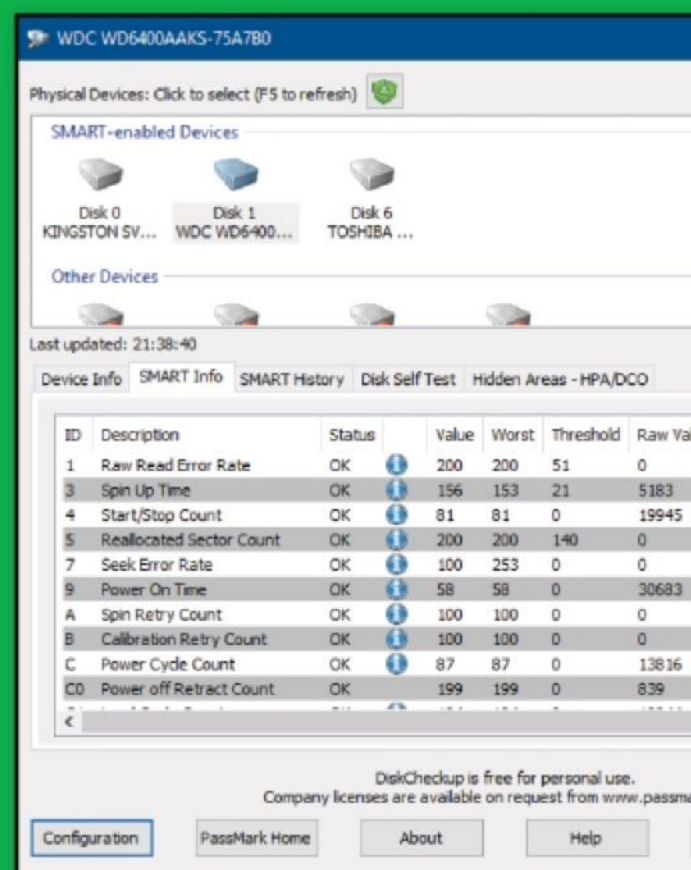 WDC WD6400AAKS-75A7B0
Physical Devices: Click to select (F5 to refresh)
SMART-enabled Devices
Disk 0 Disk 1 Disk 6
KINGSTON SV... WDC WD6400... TOSHIBA ...
Other Devices
Last updated: 21:38:40
Device Info SMART Info SMART History Disk Self Test Hidden Areas - HPA/DCO
ID Description Status Value Worst Threshold Raw Val
1 Raw Read Error Rate OK 200 200 51 0
3 Spin Up Time OK 156 153 21 5183
4 Start/Stop Count OK 81 81 0 19945
5 Reallocated Sector Count OK 200 200 140 0
7 Seek Error Rate OK 100 253 0 0
9 Power On Time OK 58 58 0 30683
A Spin Retry Count OK 100 100 0 0
B Calibration Retry Count OK 100 100 0 0
C Power Cycle Count OK 87 87 0 13816
C0 Power off Retract Count OK 199 199 0 839
DiskCheckup is free for personal use.
Company licenses are available on request from www.passma
Configuration PassMark Home About Help